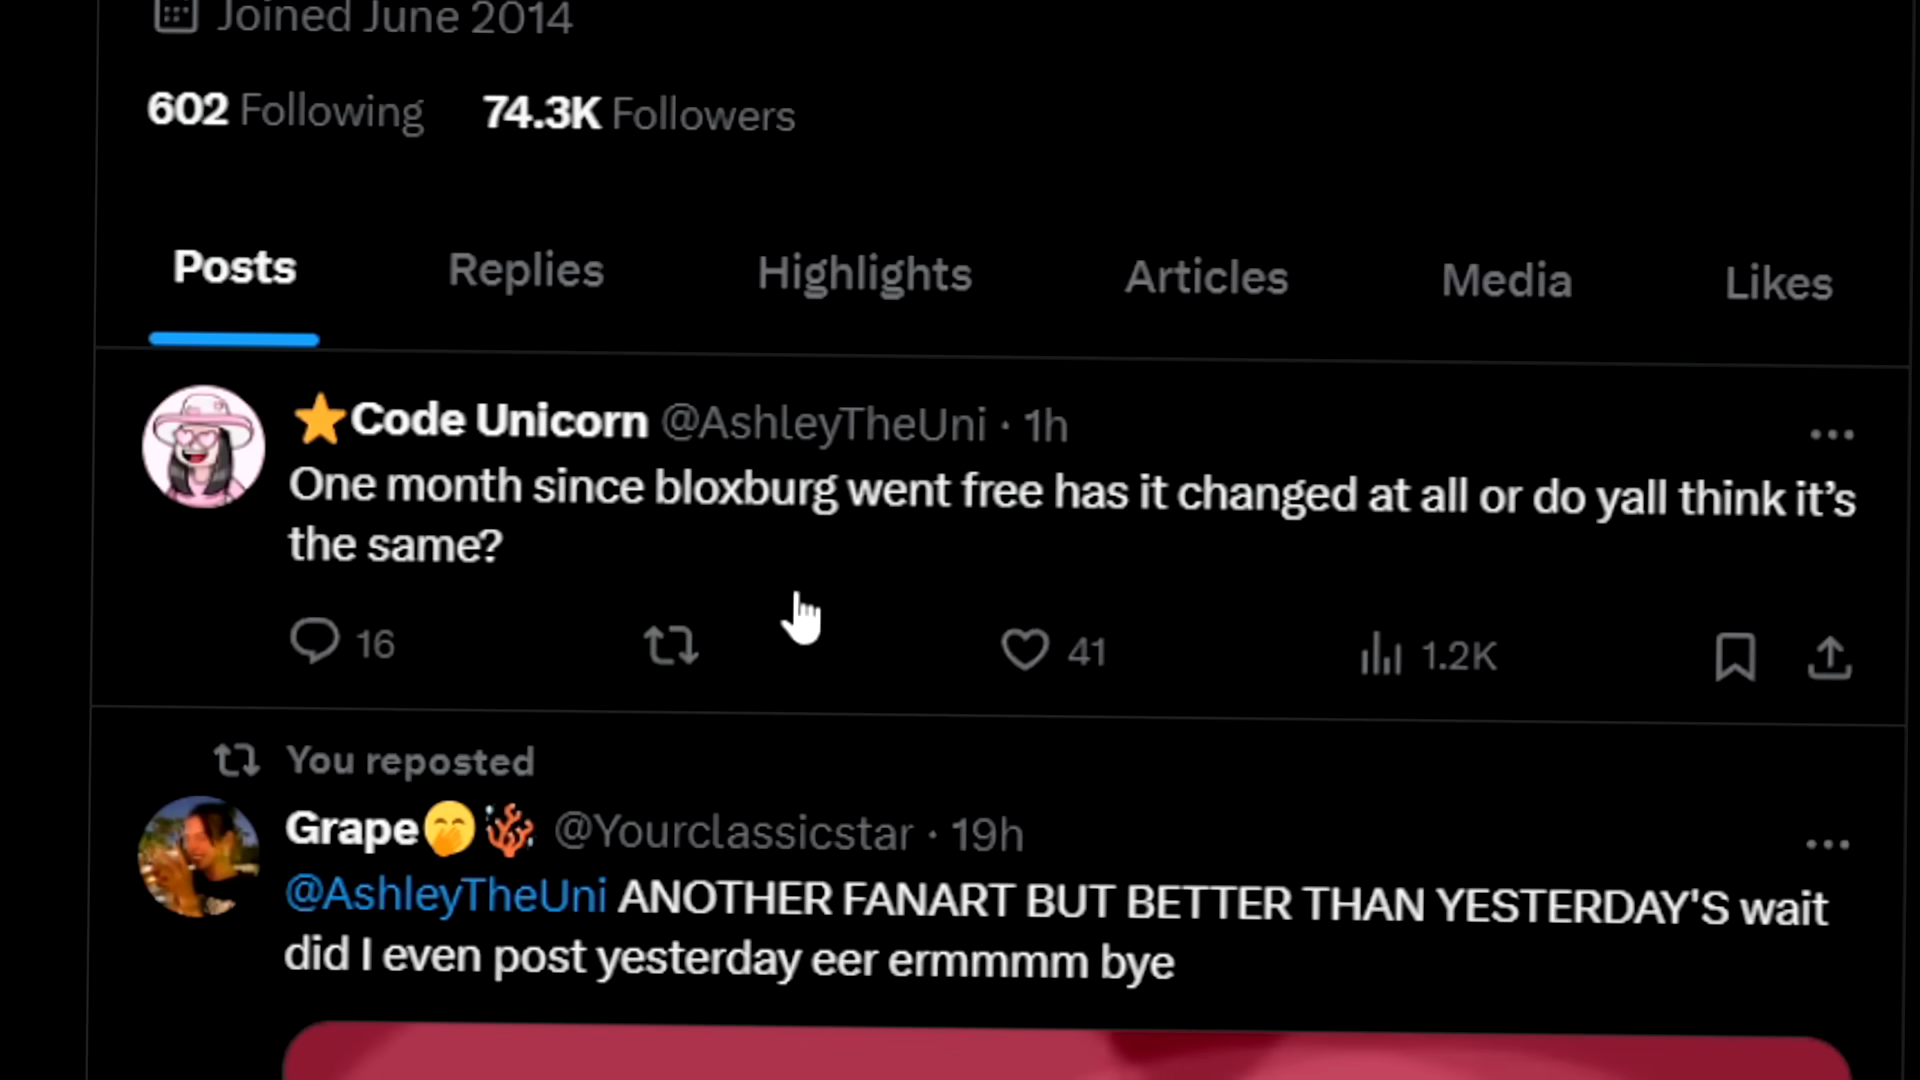 Joined June 2014
602 Following 74.3K Followers
Posts Replies Highlights Articles Media Likes
⭐Code Unicorn @AshleyTheUni · 1h
One month since bloxburg went free has it changed at all or do yall think it’s
the same?
16 41 1.2K
You reposted
Grape🤭🪸 @Yourclassicstar · 19h
@AshleyTheUni ANOTHER FANART BUT BETTER THAN YESTERDAY'S wait
did I even post yesterday eer ermmmm bye